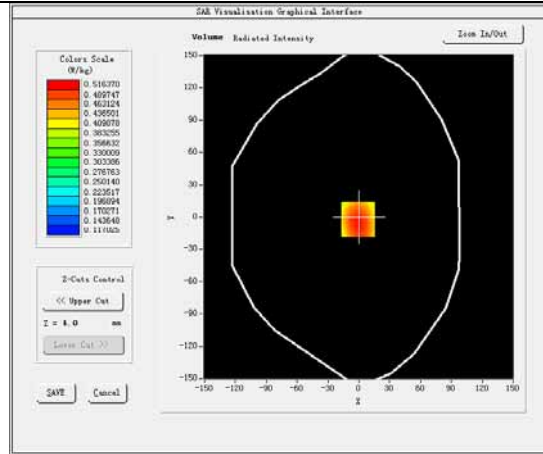 SAR Visualisation Graphical Interface
Volume Radiated Intensity
Zoom In/Out
Colors Scale
(W/kg)
0.516370
0.489747
0.463124
0.436501
0.409878
0.383255
0.356632
0.330009
0.303386
0.276763
0.250140
0.223517
0.196894
0.170271
0.143648
0.117025
150
120
90
60
30
0
-30
-60
-90
-120
-150
Y
-150 -120 -90 -60 -30 0 30 60 90 120 150
X
Z-Cuts Control
<< Upper Cut
Z = 4.0 mm
Lower Cut >>
SAVE Cancel